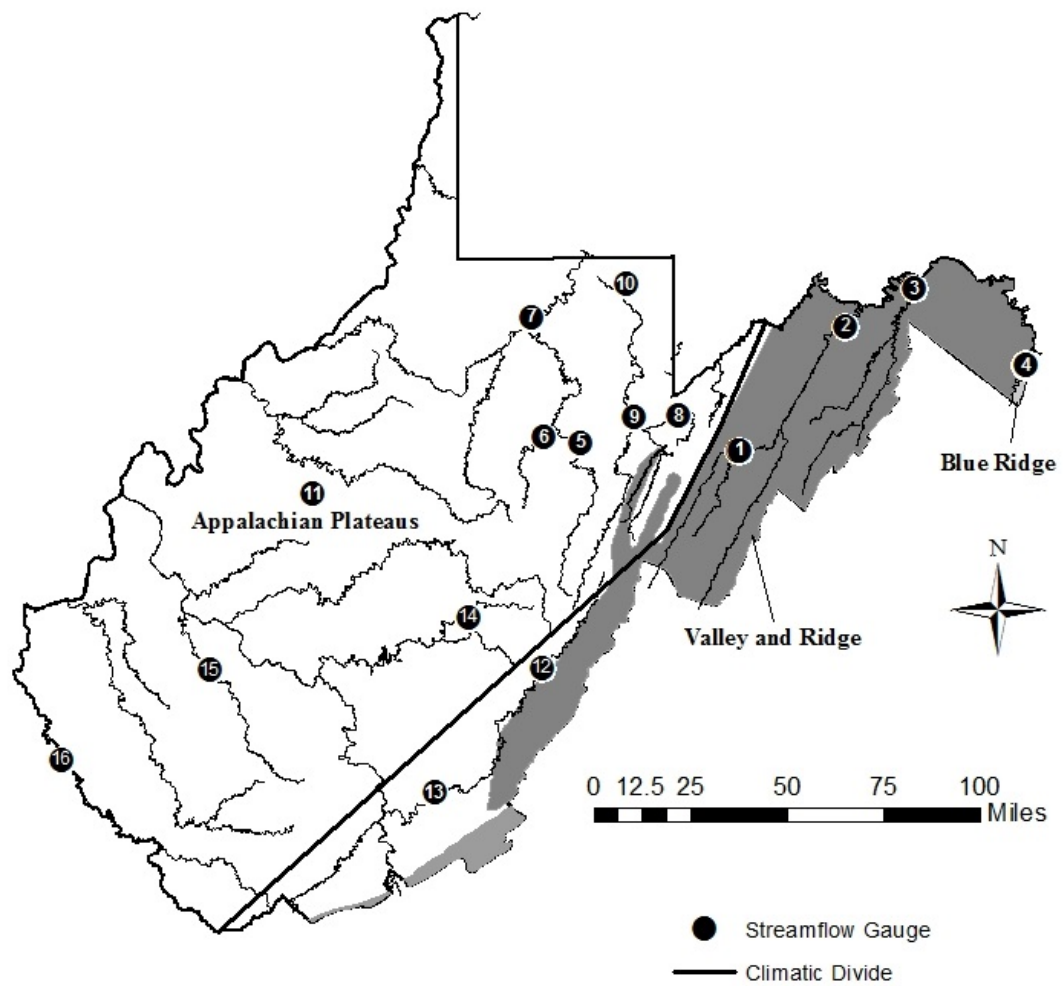 10
3
7
2
4
8
9
6
5
1
Blue Ridge
11
Appalachian Plateaus
N
14
Valley and Ridge
12
15
16
13
0 12.5 25 50 75 100
Miles
Streamflow Gauge
Climatic Divide